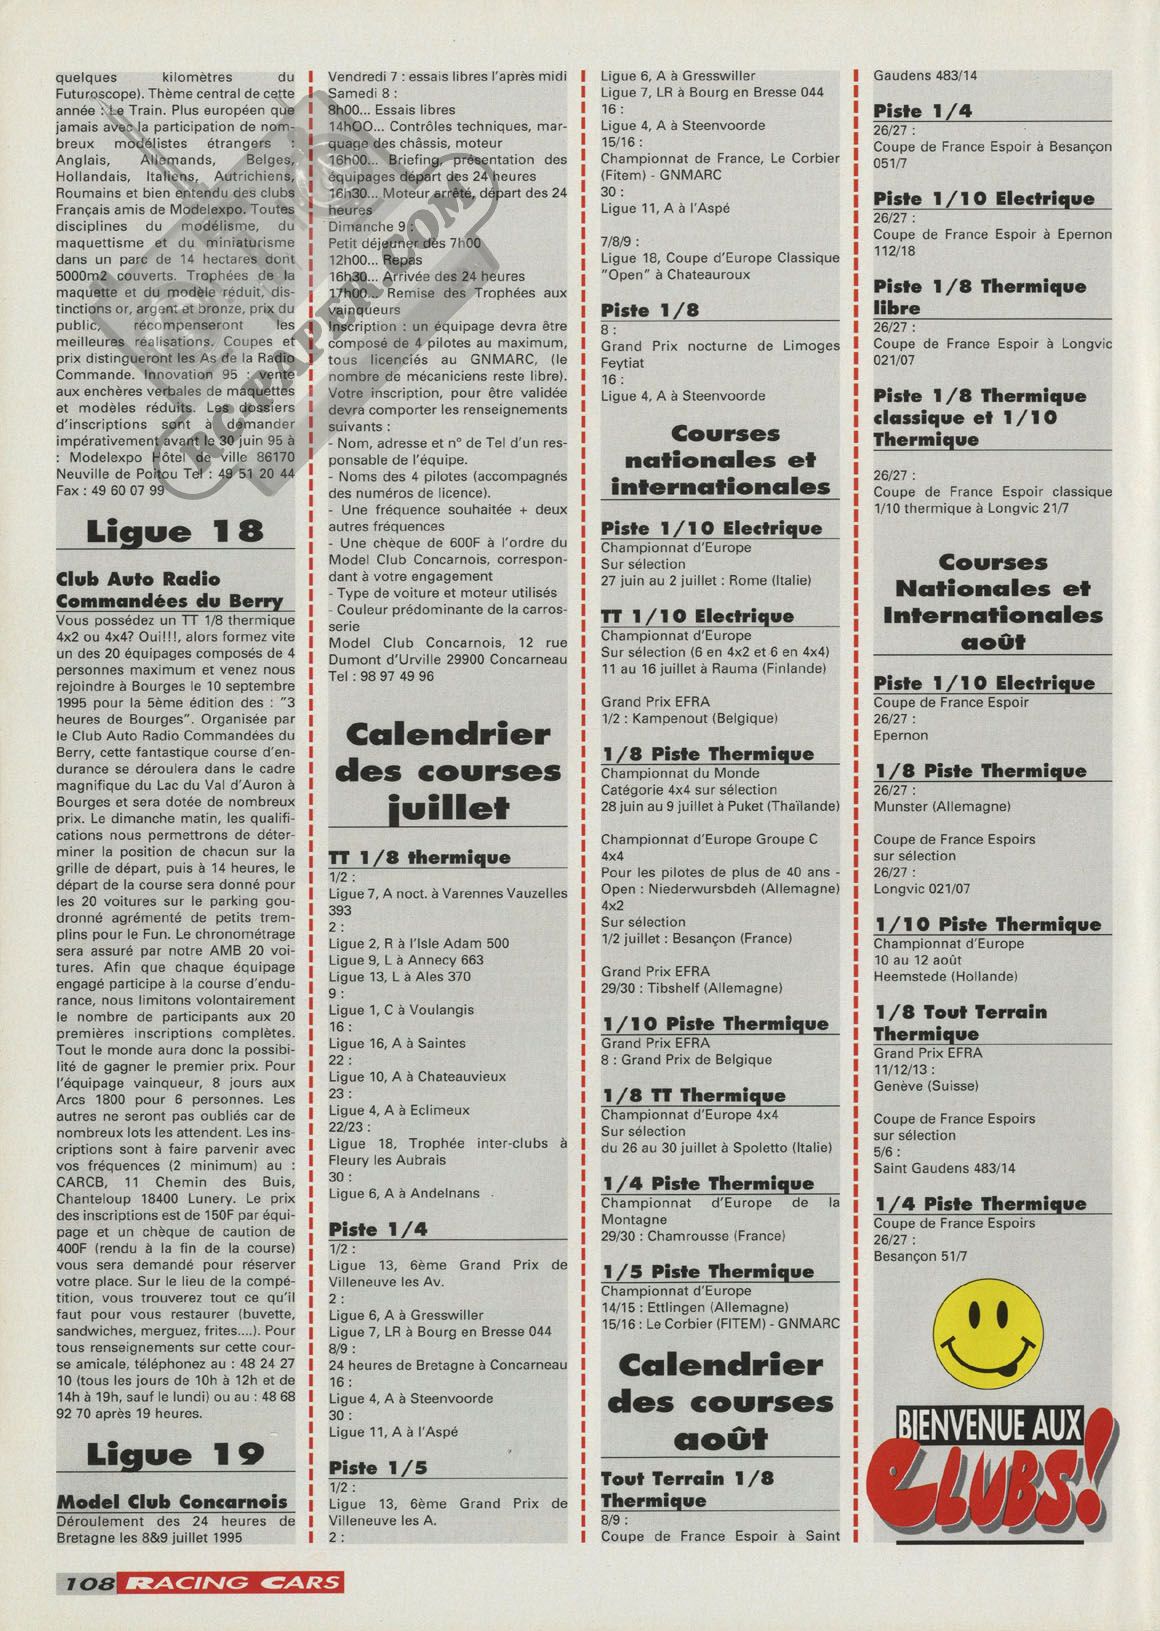 quelques kilomètres du
Futuroscope). Thème central de cette
année : Le Train. Plus européen que
jamais avec la participation de nom-
breux modélistes étrangers :
Anglais, Allemands, Belges,
Hollandais, Italiens, Autrichiens,
Roumains et bien entendu des clubs
Français amis de Modelexpo. Toutes
disciplines du modélisme, du
maquettisme et du miniaturisme
dans un parc de 14 hectares dont
5000m2 couverts. Trophées de la
maquette et du modèle réduit, dis-
tinctions or, argent et bronze, prix du
public, récompenseront les
meilleures réalisations. Coupes et
prix distingueront les As de la Radio
Commande. Innovation 95 : vente
aux enchères verbales de maquettes
et modèles réduits. Les dossiers
d'inscriptions sont à demander
impérativement avant le 30 juin 95 à
: Modelexpo Hôtel de ville 86170
Neuville de Poitou Tel : 49 51 20 44
Fax : 49 60 07 99
Ligue 18
Club Auto Radio
Commandées du Berry
Vous possédez un TT 1/8 thermique
4x2 ou 4x4? Oui!!!, alors formez vite
un des 20 équipages composés de 4
personnes maximum et venez nous
rejoindre à Bourges le 10 septembre
1995 pour la 5ème édition des : "3
heures de Bourges". Organisée par
le Club Auto Radio Commandées du
Berry, cette fantastique course d'en-
durance se déroulera dans le cadre
magnifique du Lac du Val d'Auron à
Bourges et sera dotée de nombreux
prix. Le dimanche matin, les qualifi-
cations nous permettrons de déter-
miner la position de chacun sur la
grille de départ, puis à 14 heures, le
départ de la course sera donné pour
les 20 voitures sur le parking gou-
dronné agrémenté de petits trem-
plins pour le Fun. Le chronométrage
sera assuré par notre AMB 20 voi-
tures. Afin que chaque équipage
engagé participe à la course d'endu-
rance, nous limitons volontairement
le nombre de participants aux 20
premières inscriptions complètes.
Tout le monde aura donc la possibi-
lité de gagner le premier prix. Pour
l'équipage vainqueur, 8 jours aux
Arcs 1800 pour 6 personnes. Les
autres ne seront pas oubliés car de
nombreux lots les attendent. Les ins-
criptions sont à faire parvenir avec
vos fréquences (2 minimum) au :
CARCB, 11 Chemin des Buis,
Chanteloup 18400 Lunery. Le prix
des inscriptions est de 150F par équi-
page et un chèque de caution de
400F (rendu à la fin de la course)
vous sera demandé pour réserver
votre place. Sur le lieu de la compé-
tition, vous trouverez tout ce qu'il
faut pour vous restaurer (buvette,
sandwiches, merguez, frites....). Pour
tous renseignements sur cette cour-
se amicale, téléphonez au : 48 24 27
10 (tous les jours de 10h à 12h et de
14h à 19h, sauf le lundi) ou au : 48 68
92 70 après 19 heures.
Ligue 19
Model Club Concarnois
Déroulement des 24 heures de
Bretagne les 8&9 juillet 1995
Vendredi 7 : essais libres l'après midi
Samedi 8 :
8h00... Essais libres
14hOO... Contrôles techniques, mar-
quage des châssis, moteur
16h00... Briefing, présentation des
équipages départ des 24 heures
16h30... Moteur arrêté, départ des 24
heures
Dimanche 9 :
Petit déjeuner dès 7h00
12h00... Repas
16h30... Arrivée des 24 heures
17h00... Remise des Trophées aux
vainqueurs
Inscription : un équipage devra être
composé de 4 pilotes au maximum,
tous licenciés au GNMARC, (le
nombre de mécaniciens reste libre).
Votre inscription, pour être validée
devra comporter les renseignements
suivants :
- Nom, adresse et n° de Tel d'un res-
ponsable de l'équipe.
- Noms des 4 pilotes (accompagnés
des numéros de licence).
- Une fréquence souhaitée + deux
autres fréquences
- Une chèque de 600F à l'ordre du
Model Club Concarnois, correspon-
dant à votre engagement
- Type de voiture et moteur utilisés
- Couleur prédominante de la carros-
serie
Model Club Concarnois, 12 rue
Dumont d'Urville 29900 Concarneau
Tel : 98 97 49 96
Calendrier
des courses
juillet
TT 1/8 thermique
1/2 :
Ligue 7, A noct. à Varennes Vauzelles
393
2 :
Ligue 2, R à l'Isle Adam 500
Ligue 9, L à Annecy 663
Ligue 13, L à Ales 370
9 :
Ligue 1, C à Voulangis
16 :
Ligue 16, A à Saintes
22 :
Ligue 10, A à Chateauvieux
23 :
Ligue 4, A à Eclimeux
22/23 :
Ligue 18, Trophée inter-clubs à
Fleury les Aubrais
30 :
Ligue 6, A à Andelnans
Piste 1/4
1/2 :
Ligue 13, 6ème Grand Prix de
Villeneuve les Av.
2 :
Ligue 6, A à Gresswiller
Ligue 7, LR à Bourg en Bresse 044
8/9 :
24 heures de Bretagne à Concarneau
16 :
Ligue 4, A à Steenvoorde
30 :
Ligue 11, A à l'Aspé
Piste 1/5
1/2 :
Ligue 13, 6ème Grand Prix de
Villeneuve les A.
2 :
Ligue 6, A à Gresswiller
Ligue 7, LR à Bourg en Bresse 044
16 :
Ligue 4, A à Steenvoorde
15/16 :
Championnat de France, Le Corbier
(Fitem) - GNMARC
30 :
Ligue 11, A à l'Aspé
7/8/9 :
Ligue 18, Coupe d'Europe Classique
"Open" à Chateauroux
Piste 1/8
8 :
Grand Prix nocturne de Limoges
Feytiat
16 :
Ligue 4, A à Steenvoorde
Courses
nationales et
internationales
Piste 1/10 Electrique
Championnat d'Europe
Sur sélection
27 juin au 2 juillet : Rome (Italie)
TT 1/10 Electrique
Championnat d'Europe
Sur sélection (6 en 4x2 et 6 en 4x4)
11 au 16 juillet à Rauma (Finlande)
Grand Prix EFRA
1/2 : Kampenout (Belgique)
1/8 Piste Thermique
Championnat du Monde
Catégorie 4x4 sur sélection
28 juin au 9 juillet à Puket (Thaïlande)
Championnat d'Europe Groupe C
4x4
Pour les pilotes de plus de 40 ans -
Open : Niederwursbdeh (Allemagne)
4x2
Sur sélection
1/2 juillet : Besançon (France)
Grand Prix EFRA
29/30 : Tibshelf (Allemagne)
1/10 Piste Thermique
Grand Prix EFRA
8 : Grand Prix de Belgique
1/8 TT Thermique
Championnat d'Europe 4x4
Sur sélection
du 26 au 30 juillet à Spoletto (Italie)
1/4 Piste Thermique
Championnat d'Europe de la
Montagne
29/30 : Chamrousse (France)
1/5 Piste Thermique
Championnat d'Europe
14/15 : Ettlingen (Allemagne)
15/16 : Le Corbier (FITEM) - GNMARC
Calendrier
des courses
août
Tout Terrain 1/8
Thermique
8/9 :
Coupe de France Espoir à Saint
Gaudens 483/14
Piste 1/4
26/27 :
Coupe de France Espoir à Besançon
051/7
Piste 1/10 Electrique
26/27 :
Coupe de France Espoir à Epernon
112/18
Piste 1/8 Thermique
libre
26/27 :
Coupe de France Espoir à Longvic
021/07
Piste 1/8 Thermique
classique et 1/10
Thermique
26/27 :
Coupe de France Espoir classique
1/10 thermique à Longvic 21/7
Courses
Nationales et
Internationales
août
Piste 1/10 Electrique
Coupe de France Espoir
26/27 :
Epernon
1/8 Piste Thermique
26/27 :
Munster (Allemagne)
Coupe de France Espoirs
sur sélection
26/27 :
Longvic 021/07
1/10 Piste Thermique
Championnat d'Europe
10 au 12 août
Heemstede (Hollande)
1/8 Tout Terrain
Thermique
Grand Prix EFRA
11/12/13 :
Genève (Suisse)
Coupe de France Espoirs
sur sélection
5/6 :
Saint Gaudens 483/14
1/4 Piste Thermique
Coupe de France Espoirs
26/27 :
Besançon 51/7
BIENVENUE AUX
CLUBS!
108 RACING CARS
RC-PAPER.COM